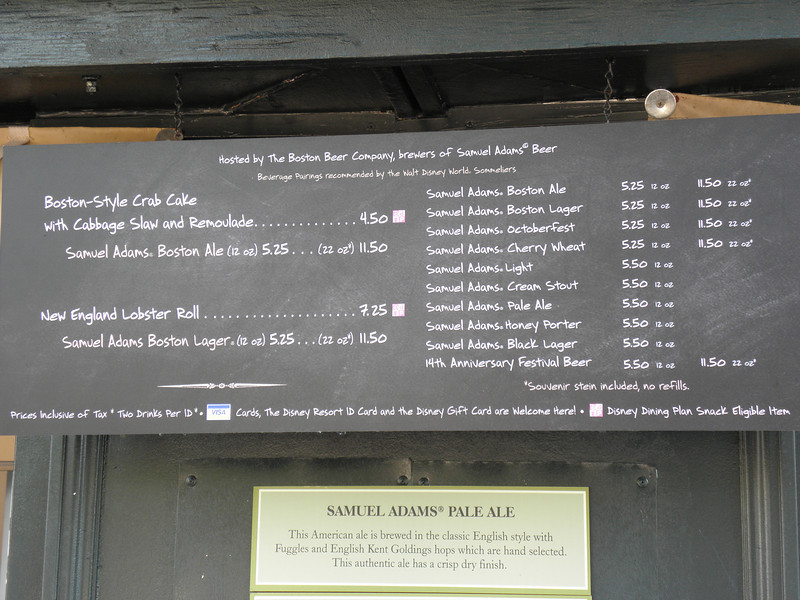 Hosted by The Boston Beer Company, brewers of Samuel Adams® Beer
Beverage Pairings recommended by the Walt Disney World® Sommeliers
Boston-Style Crab Cake
with Cabbage Slaw and Remoulade.............. 4.50
Samuel Adams® Boston Ale (12 oz) 5.25 . . . (22 oz*) 11.50
New England Lobster Roll ..................... 7.25
Samuel Adams Boston Lager® (12 oz) 5.25 . . . (22 oz*) 11.50
Samuel Adams® Boston Ale 5.25 12 oz 11.50 22 oz*
Samuel Adams® Boston Lager 5.25 12 oz 11.50 22 oz*
Samuel Adams® Octoberfest 5.25 12 oz 11.50 22 oz*
Samuel Adams® Cherry Wheat 5.25 12 oz 11.50 22 oz*
Samuel Adams® Light 5.50 12 oz
Samuel Adams® Cream Stout 5.50 12 oz
Samuel Adams® Pale Ale 5.50 12 oz
Samuel Adams® Honey Porter 5.50 12 oz
Samuel Adams® Black Lager 5.50 12 oz
14th Anniversary Festival Beer 5.50 12 oz 11.50 22 oz*
*Souvenir stein included, no refills.
Prices Inclusive of Tax * Two Drinks Per ID * • VISA Cards, The Disney Resort ID Card and the Disney Gift Card are Welcome Here! • Disney Dining Plan Snack Eligible Item
SAMUEL ADAMS® PALE ALE
This American ale is brewed in the classic English style with
Fuggles and English Kent Goldings hops which are hand selected.
This authentic ale has a crisp dry finish.